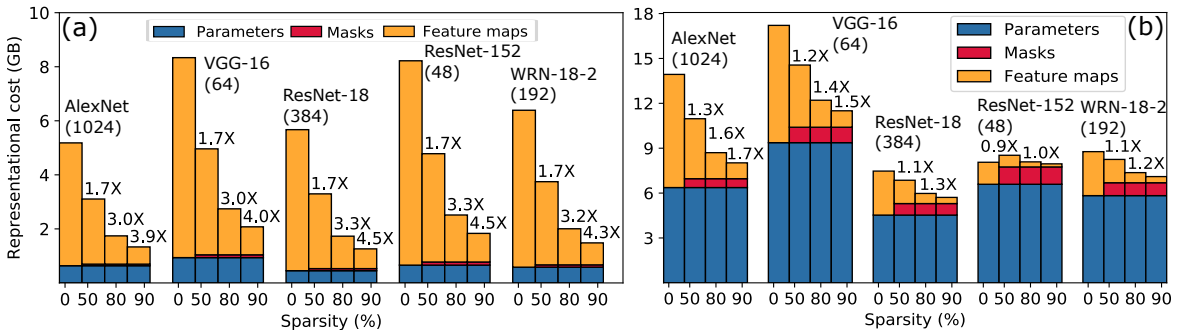 (a)
Parameters Masks Feature maps
Representational cost (GB)
10
8
6
4
2
AlexNet
(1024)
1.7X
3.0X
3.9X
VGG-16
(64)
1.7X
3.0X
4.0X
ResNet-18
(384)
1.7X
3.3X
4.5X
ResNet-152
(48)
1.7X
3.3X
4.5X
WRN-18-2
(192)
1.7X
3.2X
4.3X
0 50 80 90 0 50 80 90 0 50 80 90 0 50 80 90 0 50 80 90
Sparsity (%)
(b)
Parameters
Masks
Feature maps
18
15
12
9
6
3
AlexNet
(1024)
1.3X
1.6X
1.7X
VGG-16
(64)
1.2X
1.4X
1.5X
ResNet-18
(384)
1.1X
1.3X
ResNet-152
(48)
0.9X
1.0X
WRN-18-2
(192)
1.1X
1.2X
0 50 80 90 0 50 80 90 0 50 80 90 0 50 80 90 0 50 80 90
Sparsity (%)